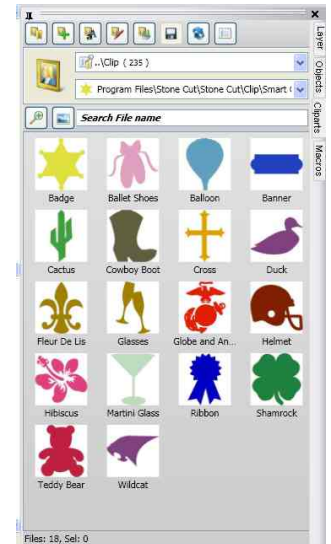 ..\Clip ( 235 )
Program Files\Stone Cut\Stone Cut\Clip\Smart
Search File name
Badge
Ballet Shoes
Balloon
Banner
Cactus
Cowboy Boot
Cross
Duck
Fleur De Lis
Glasses
Globe and An...
Helmet
Hibiscus
Martini Glass
Ribbon
Shamrock
Teddy Bear
Wildcat
Files: 18, Sel: 0
Layer
Objects
Cliparts
Macros